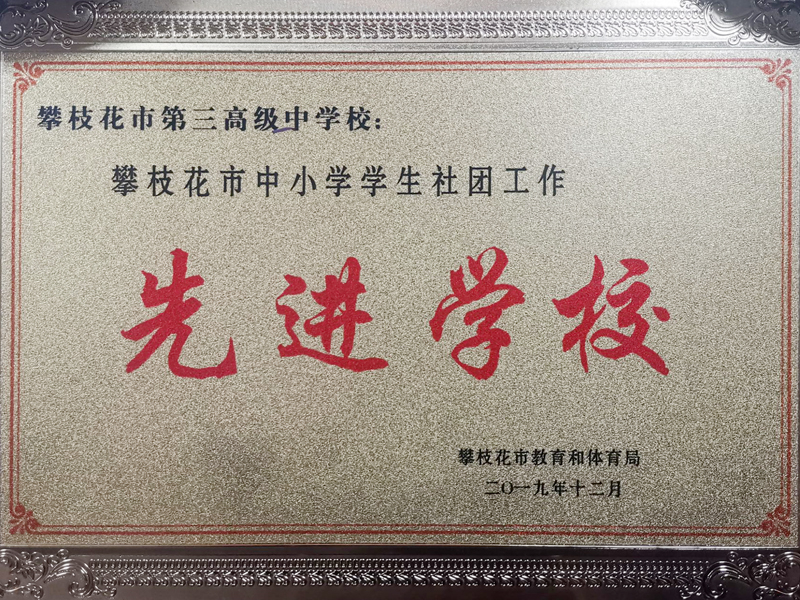 攀枝花市第三高级中学校:
攀枝花市中小学学生社团工作
先进学校
攀枝花市教育和体育局
二〇一九年十二月